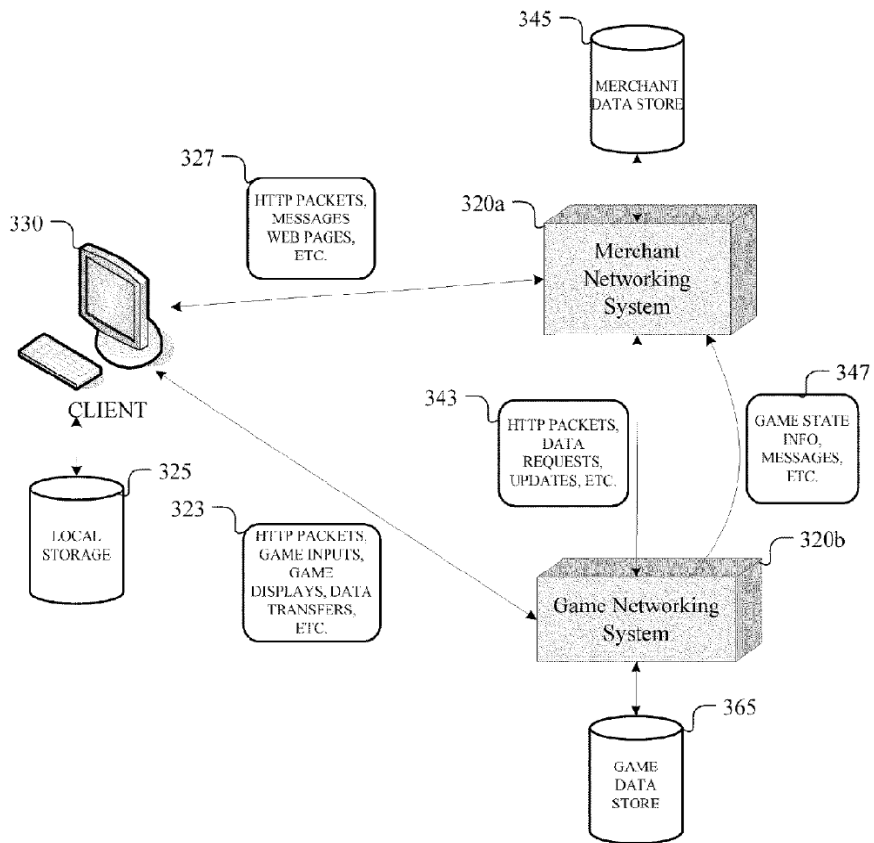 345
MERCHANT
DATA STORE
327
HTTP PACKETS,
MESSAGES
WEB PAGES,
ETC.
320a
330
Merchant
Networking
System
CLIENT
343
HTTP PACKETS,
DATA
REQUESTS,
UPDATES, ETC.
347
GAME STATE
INFO,
MESSAGES,
ETC.
325
LOCAL
STORAGE
323
HTTP PACKETS,
GAME INPUTS,
GAME
DISPLAYS, DATA
TRANSFERS,
ETC.
320b
Game Networking
System
365
GAME
DATA
STORE